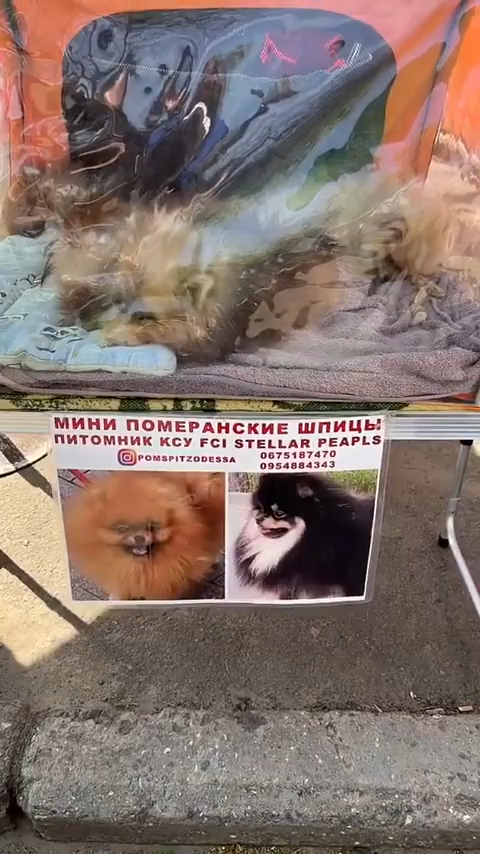 МИНИ ПОМЕРАНСКИЕ ШПИЦЫ
ПИТОМНИК КСУ FCI STELLAR PEAPLS
POMSPITZODESSA
0675187470
0954884343